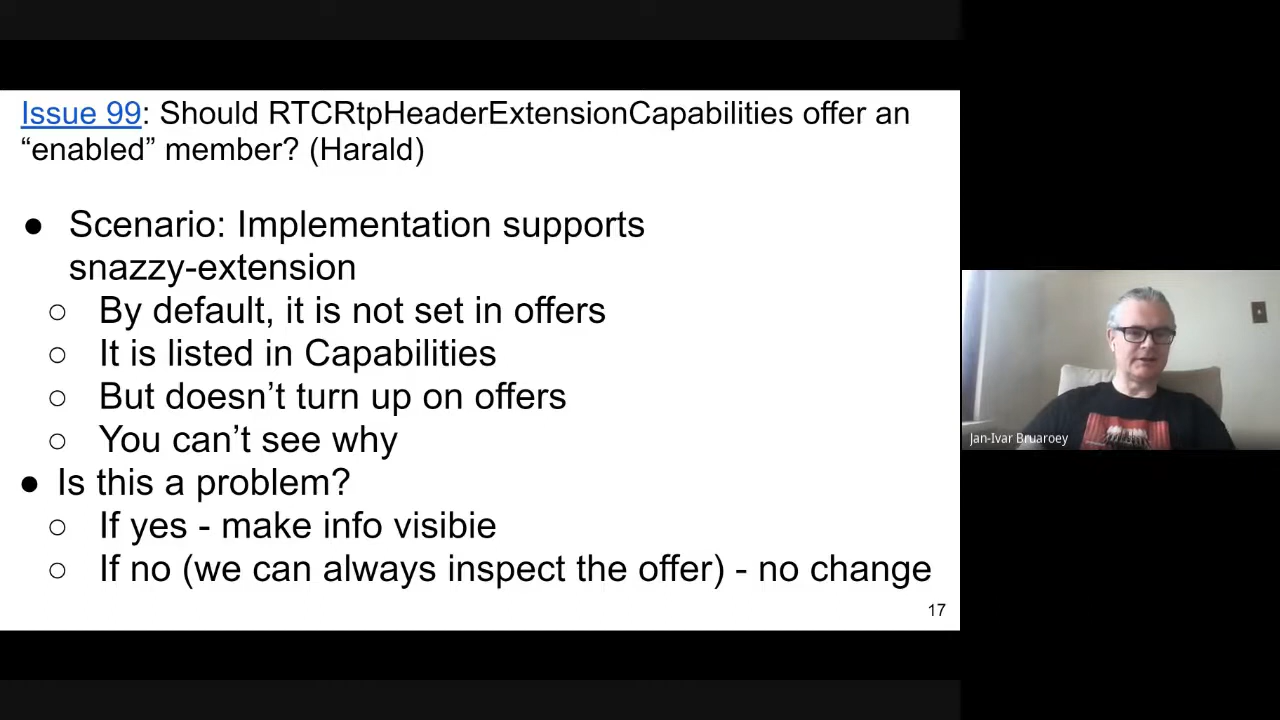 Issue 99: Should RTCRtpHeaderExtensionCapabilities offer an
“enabled” member? (Harald)
● Scenario: Implementation supports
snazzy-extension
○ By default, it is not set in offers
○ It is listed in Capabilities
○ But doesn’t turn up on offers
○ You can’t see why
● Is this a problem?
○ If yes - make info visibie
○ If no (we can always inspect the offer) - no change
17
Jan-Ivar Bruaroey